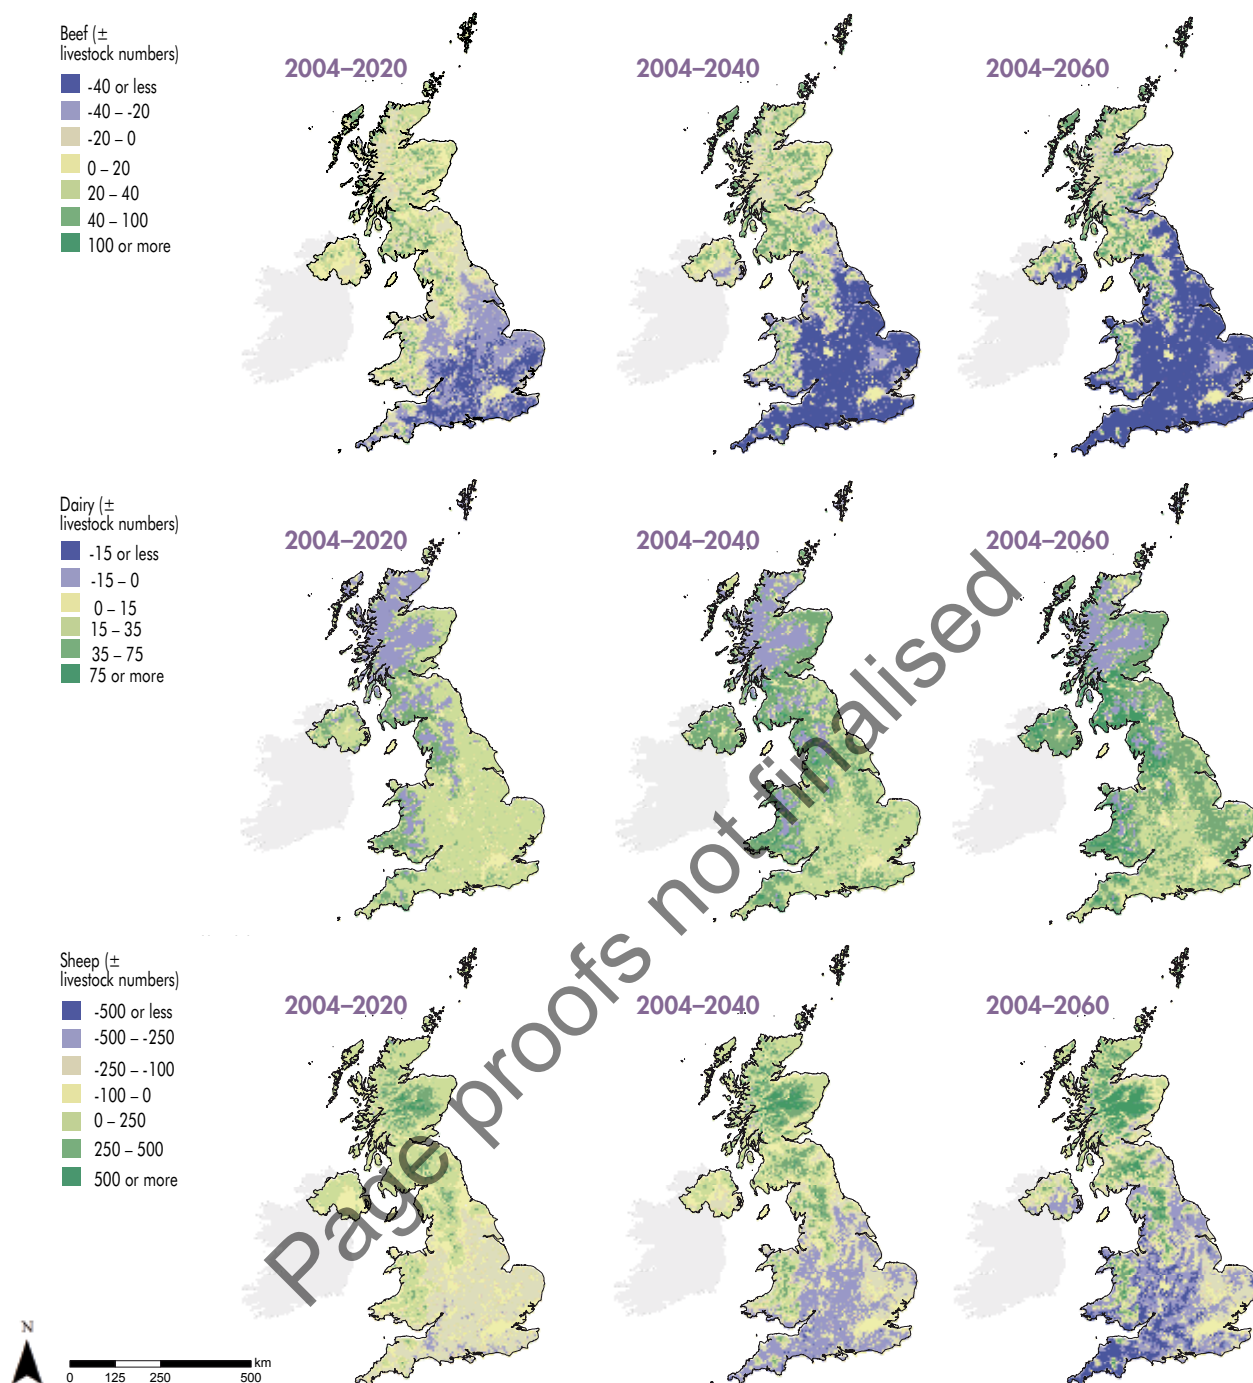 Beef (±
livestock numbers)
-40 or less
-40 – -20
-20 – 0
0 – 20
20 – 40
40 – 100
100 or more
2004–2020
2004–2040
2004–2060
Dairy (±
livestock numbers)
-15 or less
-15 – 0
0 – 15
15 – 35
35 – 75
75 or more
2004–2020
2004–2040
2004–2060
Sheep (±
livestock numbers)
-500 or less
-500 – -250
-250 – -100
-100 – 0
0 – 250
250 – 500
500 or more
2004–2020
2004–2040
2004–2060
Page proofs not finalised
N
km
0 125 250 500